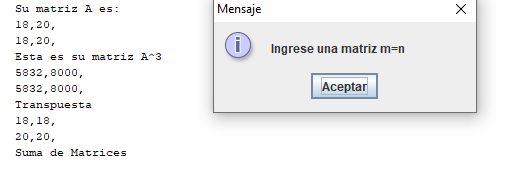 Su matriz A es:
18,20,
18,20,
Esta es su matriz A^3
5832,8000,
5832,8000,
Transpuesta
18,18,
20,20,
Suma de Matrices
Mensaje
Ingrese una matriz m=n
Aceptar